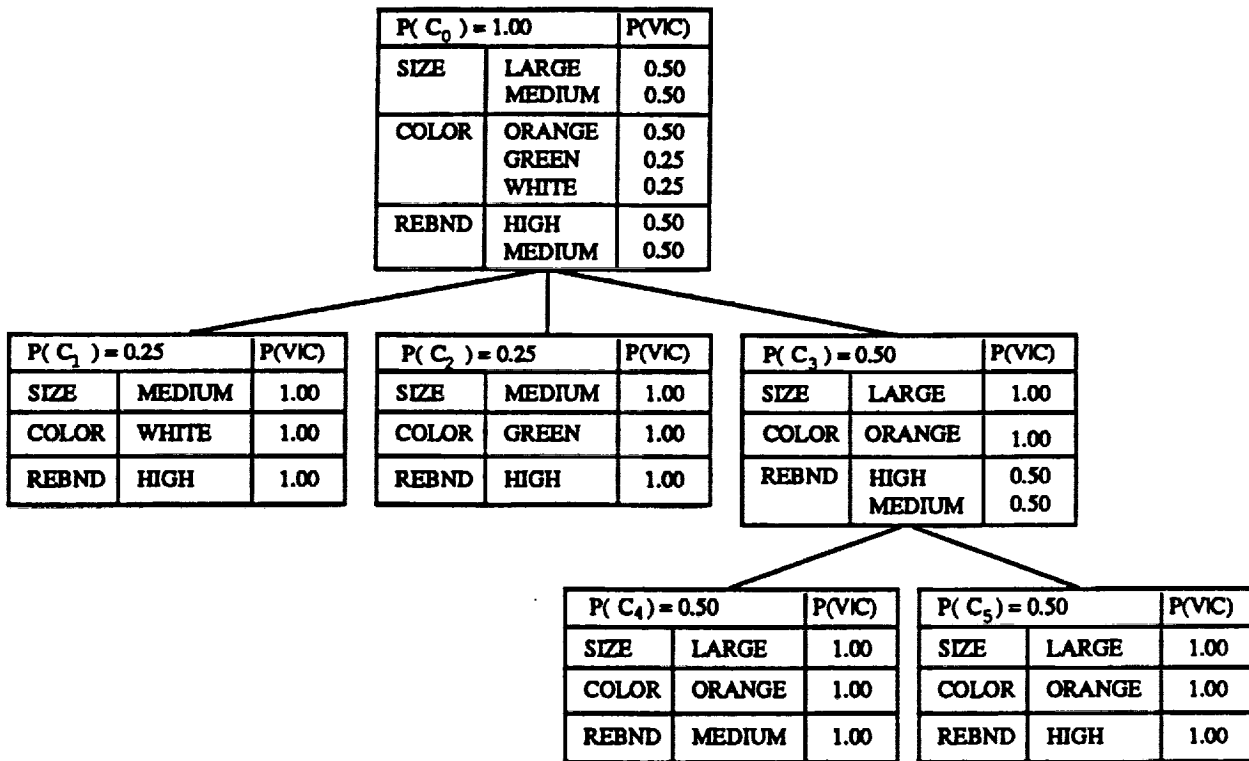 P( C₀ ) = 1.00 P(V|C)
SIZE LARGE 0.50
MEDIUM 0.50
COLOR ORANGE 0.50
GREEN 0.25
WHITE 0.25
REBND HIGH 0.50
MEDIUM 0.50
P( C₁ ) = 0.25 P(V|C)
SIZE MEDIUM 1.00
COLOR WHITE 1.00
REBND HIGH 1.00
P( C₂ ) = 0.25 P(V|C)
SIZE MEDIUM 1.00
COLOR GREEN 1.00
REBND HIGH 1.00
P( C₃ ) = 0.50 P(V|C)
SIZE LARGE 1.00
COLOR ORANGE 1.00
REBND HIGH 0.50
MEDIUM 0.50
P( C₄) = 0.50 P(V|C)
SIZE LARGE 1.00
COLOR ORANGE 1.00
REBND MEDIUM 1.00
P( C₅) = 0.50 P(V|C)
SIZE LARGE 1.00
COLOR ORANGE 1.00
REBND HIGH 1.00